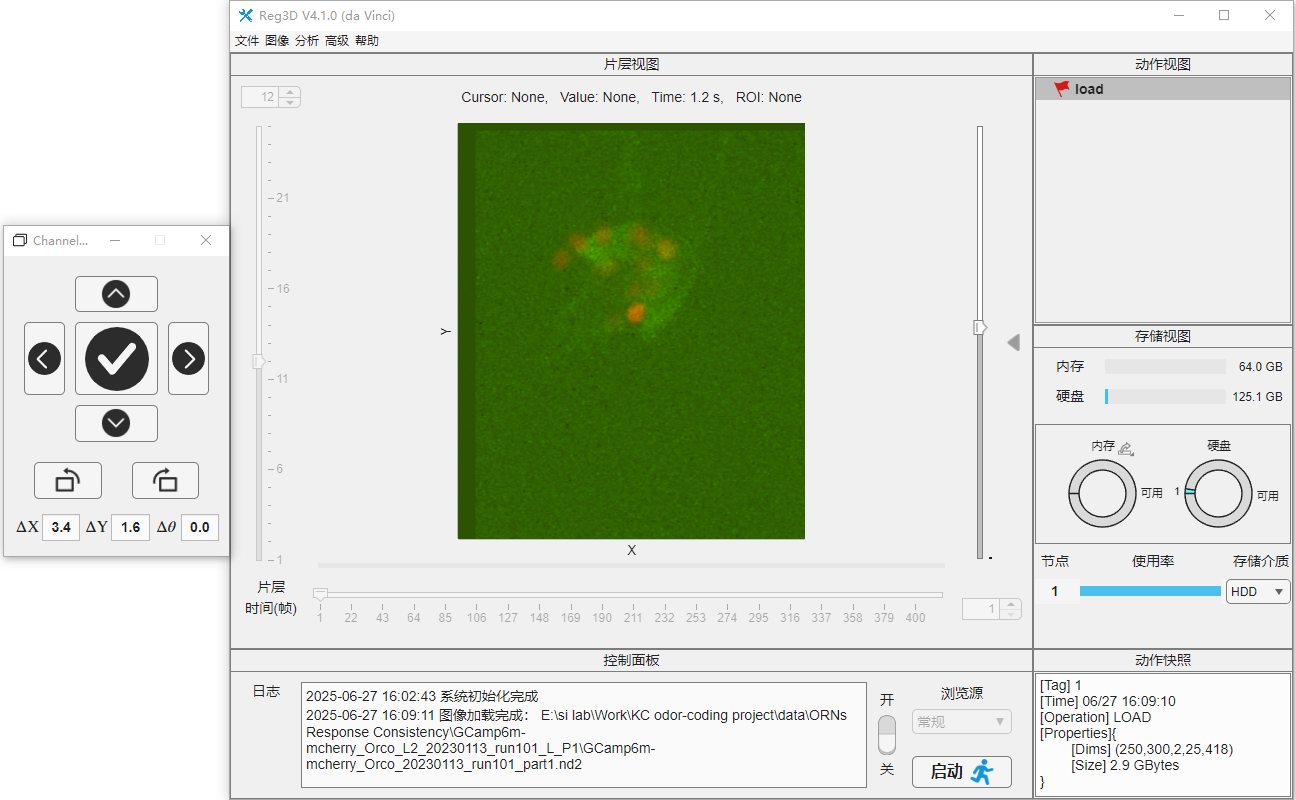 Reg3D V4.1.0 (da Vinci)
文件 图像 分析 高级 帮助
片层视图
12
Cursor: None, Value: None, Time: 1.2 s, ROI: None
21
16
11
6
1
Y
X
片层
时间(帧)
1 22 43 64 85 106 127 148 169 190 211 232 253 274 295 316 337 358 379 400
1
Channel...
ΔX 3.4 ΔY 1.6 Δθ 0.0
动作视图
load
存储视图
内存 64.0 GB
硬盘 125.1 GB
内存 硬盘
可用 1 可用
节点 使用率 存储介质
1 HDD
控制面板
日志
2025-06-27 16:02:43 系统初始化完成
2025-06-27 16:09:11 图像加载完成： E:\si lab\Work\KC odor-coding project\data\ORNs
Response Consistency\GCamp6m-
mcherry_Orco_L2_20230113_run101_L_P1\GCamp6m-
mcherry_Orco_20230113_run101_part1.nd2
开
关
浏览源
常规
启动
动作快照
[Tag] 1
[Time] 06/27 16:09:10
[Operation] LOAD
[Properties]{
[Dims] (250,300,2,25,418)
[Size] 2.9 GBytes
}